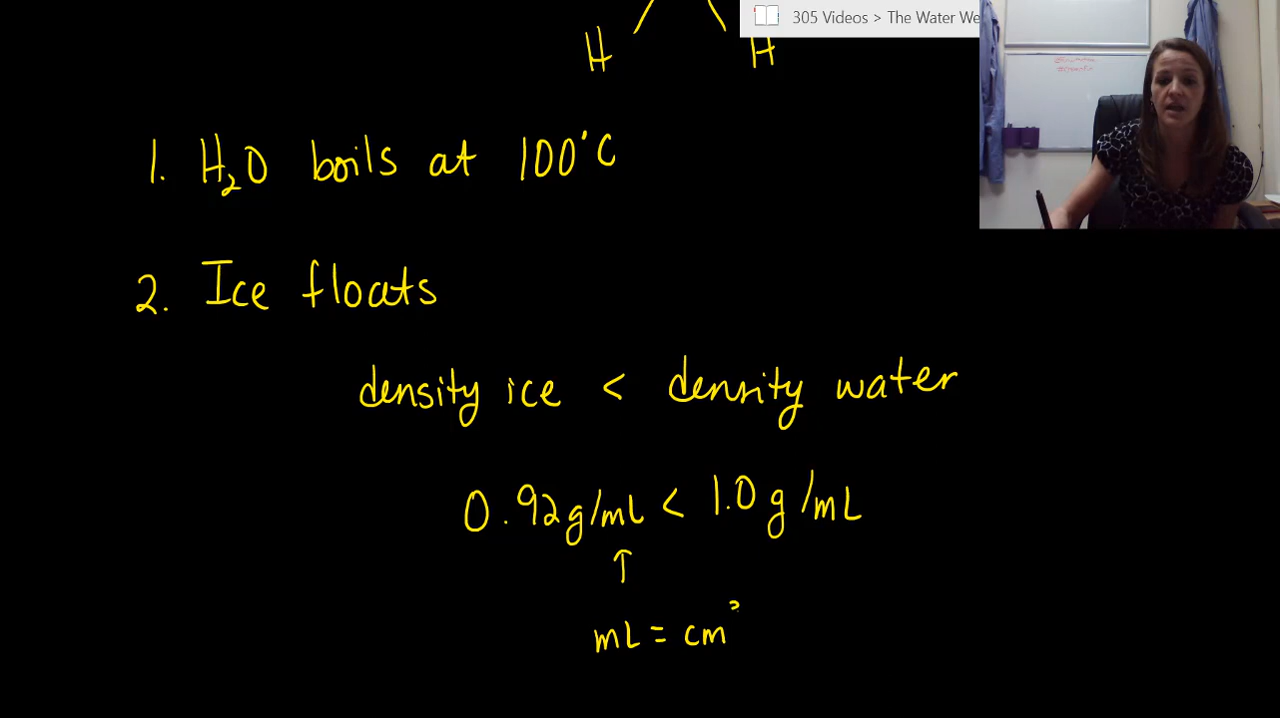 305 Videos > The Water We
H H
1. H₂O boils at 100°C
2. Ice floats
density ice < density water
0.92g/mL < 1.0g/mL
↑
mL = cm³